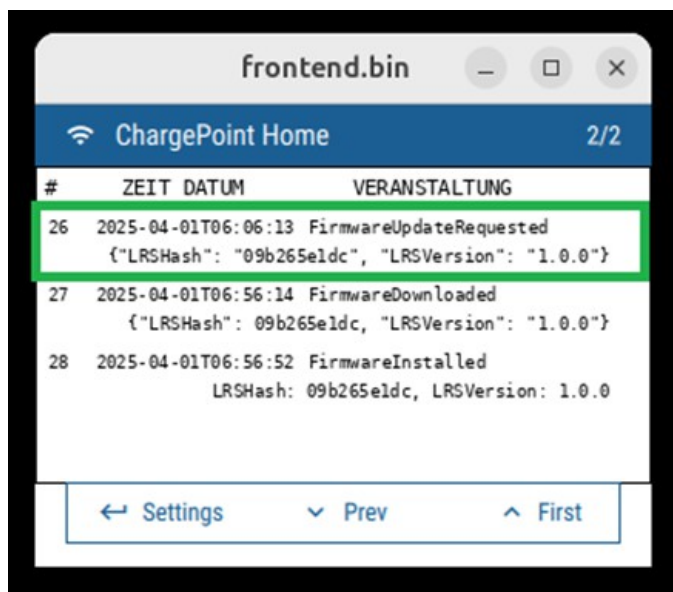 frontend.bin
ChargePoint Home 2/2
# ZEIT DATUM VERANSTALTUNG
26 2025-04-01T06:06:13 FirmwareUpdateRequested
{"LRSHash": "09b265e1dc", "LRSVersion": "1.0.0"}
27 2025-04-01T06:56:14 FirmwareDownloaded
{"LRSHash": 09b265e1dc, "LRSVersion": "1.0.0"}
28 2025-04-01T06:56:52 FirmwareInstalled
LRSHash: 09b265e1dc, LRSVersion: 1.0.0
Settings Prev First